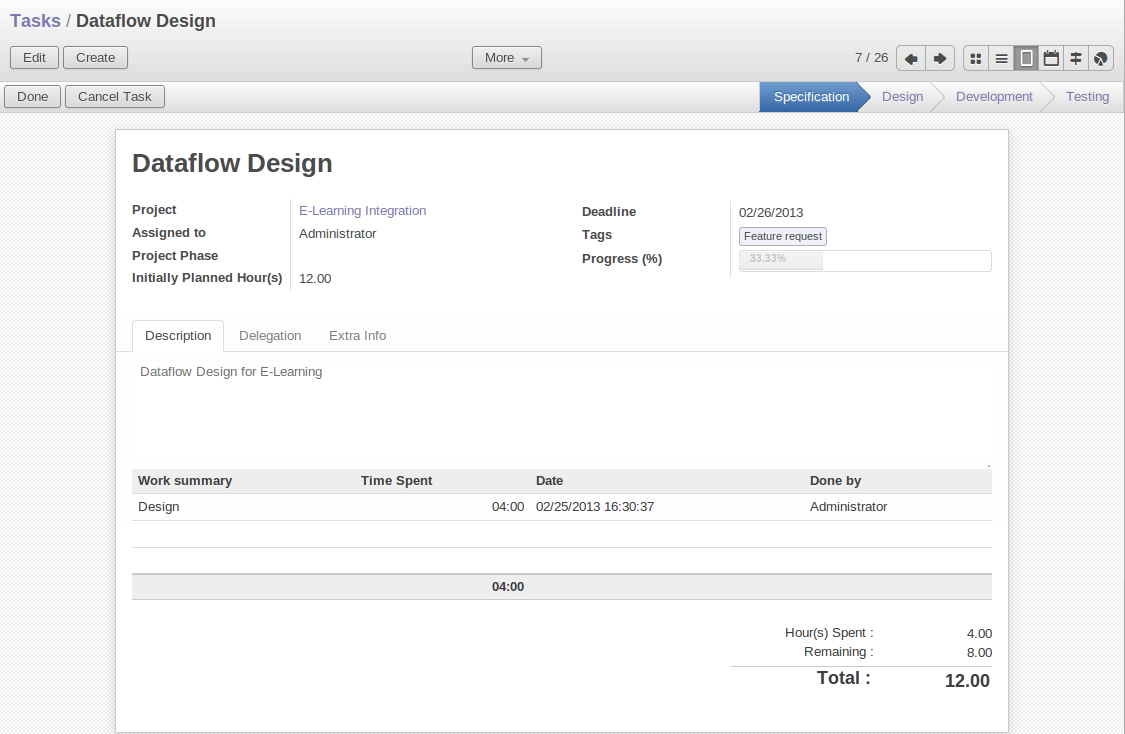 Tasks / Dataflow Design
Edit Create More 7 / 26
Done Cancel Task Specification Design Development Testing
Dataflow Design
Project E-Learning Integration
Assigned to Administrator
Project Phase
Initially Planned Hour(s) 12.00
Deadline 02/26/2013
Tags Feature request
Progress (%) 33.33%
Description Delegation Extra Info
Dataflow Design for E-Learning
Work summary Time Spent Date Done by
Design 04:00 02/25/2013 16:30:37 Administrator
04:00
Hour(s) Spent : 4.00
Remaining : 8.00
Total : 12.00